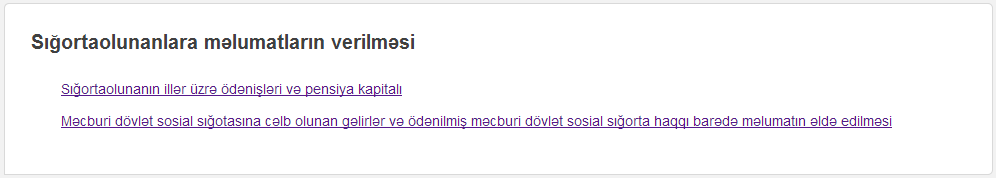 Sığortaolunanlara məlumatların verilməsi
Sığortaolunanın illər üzrə ödənişləri və pensiya kapitalı
Məcburi dövlət sosial sığotasına cəlb olunan gəlirlər və ödənilmiş məcburi dövlət sosial sığorta haqqı barədə məlumatın əldə edilməsi